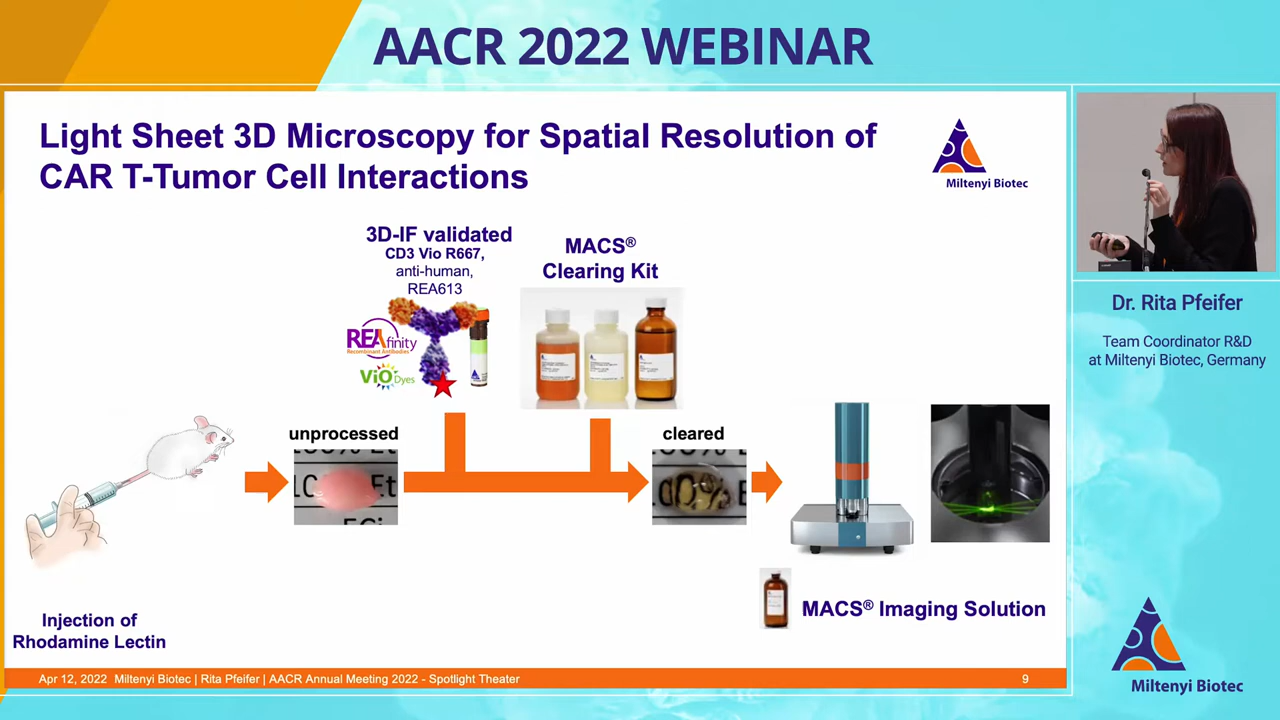 AACR 2022 WEBINAR
Light Sheet 3D Microscopy for Spatial Resolution of
CAR T-Tumor Cell Interactions
Miltenyi Biotec
3D-IF validated
CD3 Vio R667,
anti-human,
REA613
REAfinity
Recombinant Antibodies
ViO Dyes
MACS® 
Clearing Kit
unprocessed
cleared
Injection of
Rhodamine Lectin
MACS® Imaging Solution
Apr 12, 2022 Miltenyi Biotec | Rita Pfeifer | AACR Annual Meeting 2022 - Spotlight Theater
9
Dr. Rita Pfeifer
Team Coordinator R&D
at Miltenyi Biotec, Germany
Miltenyi Biotec